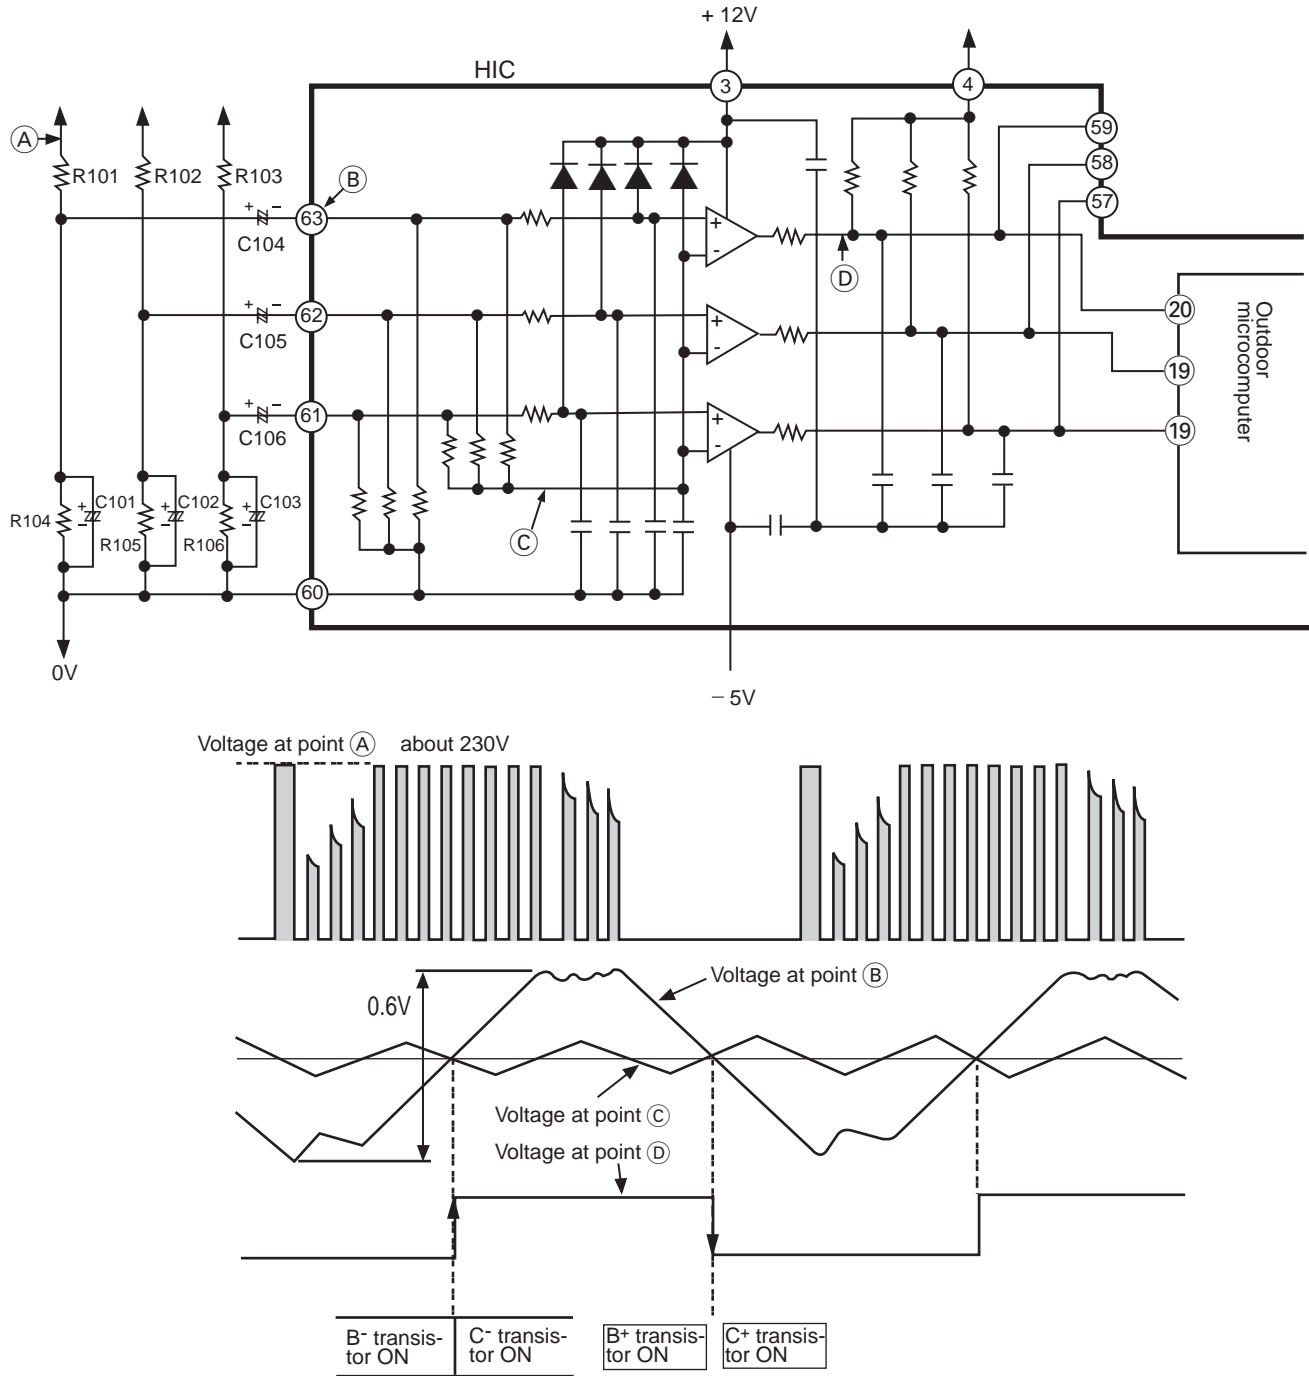 + 12V
HIC
3
4
59
58
57
A
R101
R102
R103
B
+
-
63
C104
+
-
D
+
-
62
C105
+
-
20
Outdoor
microcomputer
19
+
-
61
C106
+
-
19
R104
+
-
C101
R105
+
-
C102
R106
+
-
C103
C
60
0V
- 5V
Voltage at point A about 230V
0.6V
Voltage at point B
Voltage at point C
Voltage at point D
B- transis-
tor ON
C- transis-
tor ON
B+ transis-
tor ON
C+ transis-
tor ON